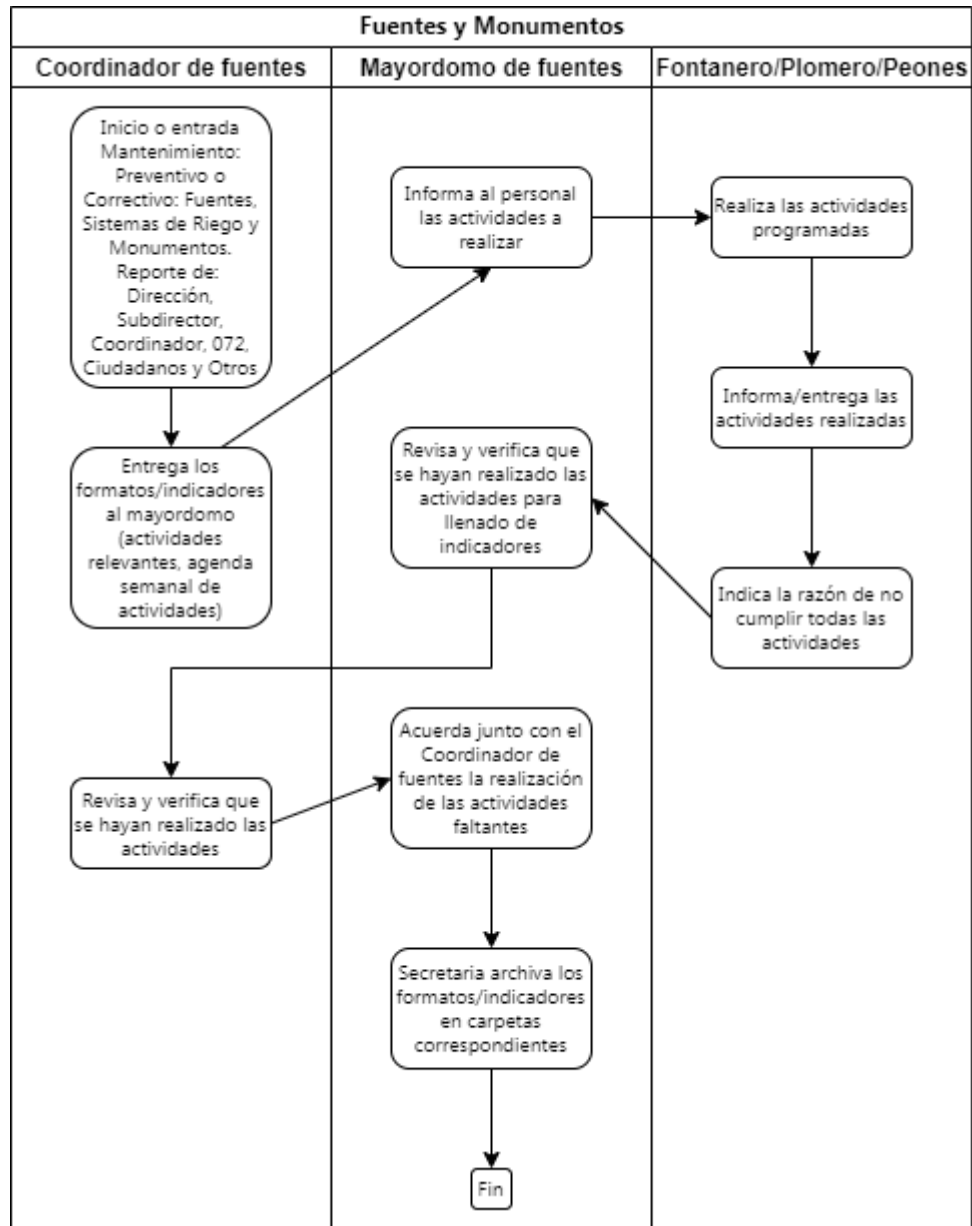 Fuentes y Monumentos
Coordinador de fuentes
Mayordomo de fuentes
Fontanero/Plomero/Peones
Inicio o entrada
Mantenimiento:
Preventivo o
Correctivo: Fuentes,
Sistemas de Riego y
Monumentos.
Reporte de:
Dirección,
Subdirector,
Coordinador, 072,
Ciudadanos y Otros
Entrega los
formatos/indicadores
al mayordomo
(actividades
relevantes, agenda
semanal de
actividades)
Informa al personal
las actividades a
realizar
Realiza las actividades
programadas
Informa/entrega las
actividades realizadas
Indica la razón de no
cumplir todas las
actividades
Revisa y verifica que
se hayan realizado las
actividades para
llenado de
indicadores
Revisa y verifica que
se hayan realizado las
actividades
Acuerda junto con el
Coordinador de
fuentes la realización
de las actividades
faltantes
Secretaria archiva los
formatos/indicadores
en carpetas
correspondientes
Fin